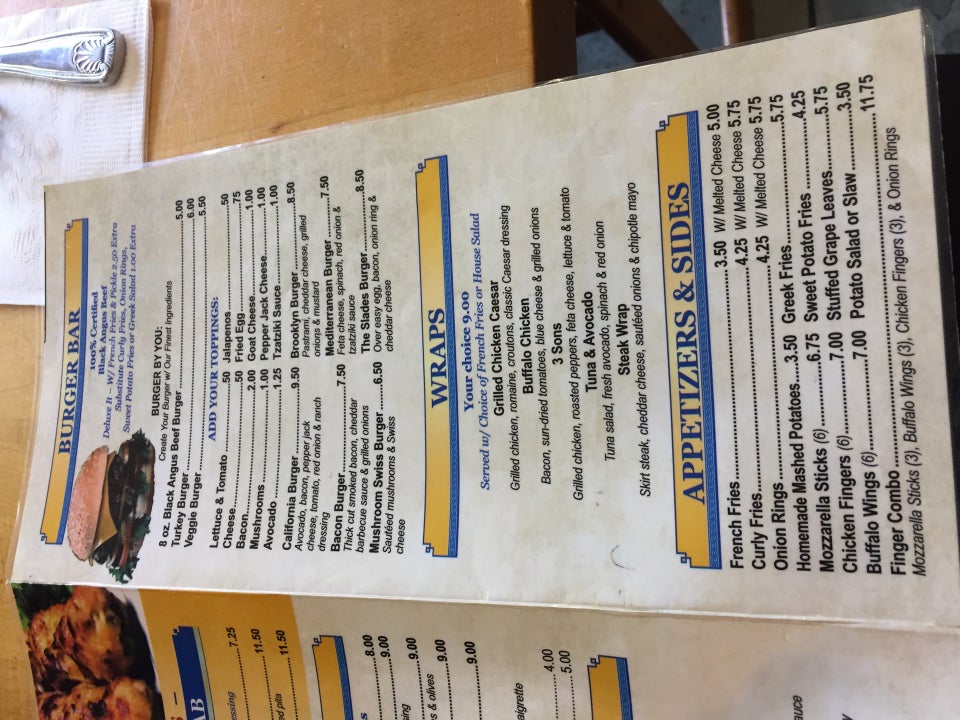 BURGER BAR
100% Certified
Black Angus Beef
Deluxe It – W/ French Fries & Pickle 2.50 Extra
Substitute Curly Fries, Onion Rings,
Sweet Potato Fries or Greek Salad 1.00 Extra
BURGER BY YOU:
Create Your Burger w/ Our Finest Ingredients
8 oz. Black Angus Beef Burger 5.00
Turkey Burger 6.00
Veggie Burger 5.50
ADD YOUR TOPPINGS:
Lettuce & Tomato .50
Cheese .50
Bacon 2.00
Mushrooms 1.00
Avocado 1.25
Jalapenos .50
Fried Egg .75
Goat Cheese 1.00
Pepper Jack Cheese 1.00
Tzatziki Sauce 1.00
California Burger .9.50
Avocado, bacon, pepper jack
cheese, tomato, red onion & ranch
dressing
Bacon Burger 7.50
Thick cut smoked bacon, cheddar
barbecue sauce & grilled onions
Mushroom Swiss Burger 6.50
Sautéed mushrooms & Swiss
cheese
Brooklyn Burger 8.50
Pastrami, cheddar cheese, grilled
onions & mustard
Mediterranean Burger 7.50
Feta cheese, spinach, red onion &
tzatziki sauce
The Slades Burger 8.50
Over easy egg, bacon, onion ring &
cheddar cheese
WRAPS
Your choice 9.00
Served w/ Choice of French Fries or House Salad
Grilled Chicken Caesar
Grilled chicken, romaine, croutons, classic Caesar dressing
Buffalo Chicken
Bacon, sun-dried tomatoes, blue cheese & grilled onions
3 Sons
Grilled chicken, roasted peppers, feta cheese, lettuce & tomato
Tuna & Avocado
Tuna salad, fresh avocado, spinach & red onion
Steak Wrap
Skirt steak, cheddar cheese, sautéed onions & chipotle mayo
APPETIZERS & SIDES
French Fries 3.50 W/ Melted Cheese 5.00
Curly Fries 4.25 W/ Melted Cheese 5.75
Onion Rings 4.25 W/ Melted Cheese 5.75
Homemade Mashed Potatoes 3.50 Greek Fries 5.75
Mozzarella Sticks (6) 6.75 Sweet Potato Fries 4.25
Chicken Fingers (6) 7.00 Stuffed Grape Leaves 5.75
Buffalo Wings (6) 7.00 Potato Salad or Slaw 3.50
Finger Combo 11.75
Mozzarella Sticks (3), Buffalo Wings (3), Chicken Fingers (3), & Onion Rings
AB
essing 7.25
11.50
ed pita 11.50
8.00
9.00
sing 9.00
s & olives 9.00
9.00
aigrette 4.00
5.00
auce